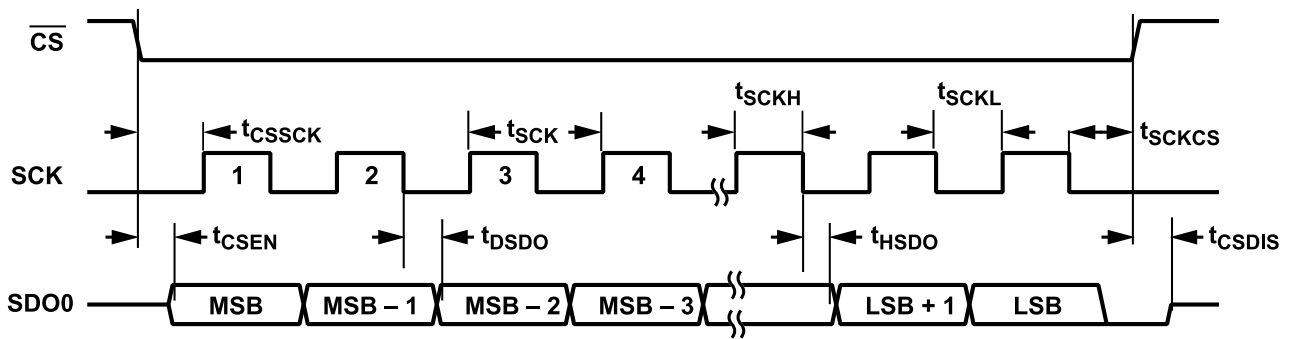 CS
tSCKH tSCKL
tCSSCK tSCK tSCKCS
SCK 1 2 3 4
tCSEN tDSDO tHSDO tCSDIS
SDO0 MSB MSB – 1 MSB – 2 MSB – 3 LSB + 1 LSB